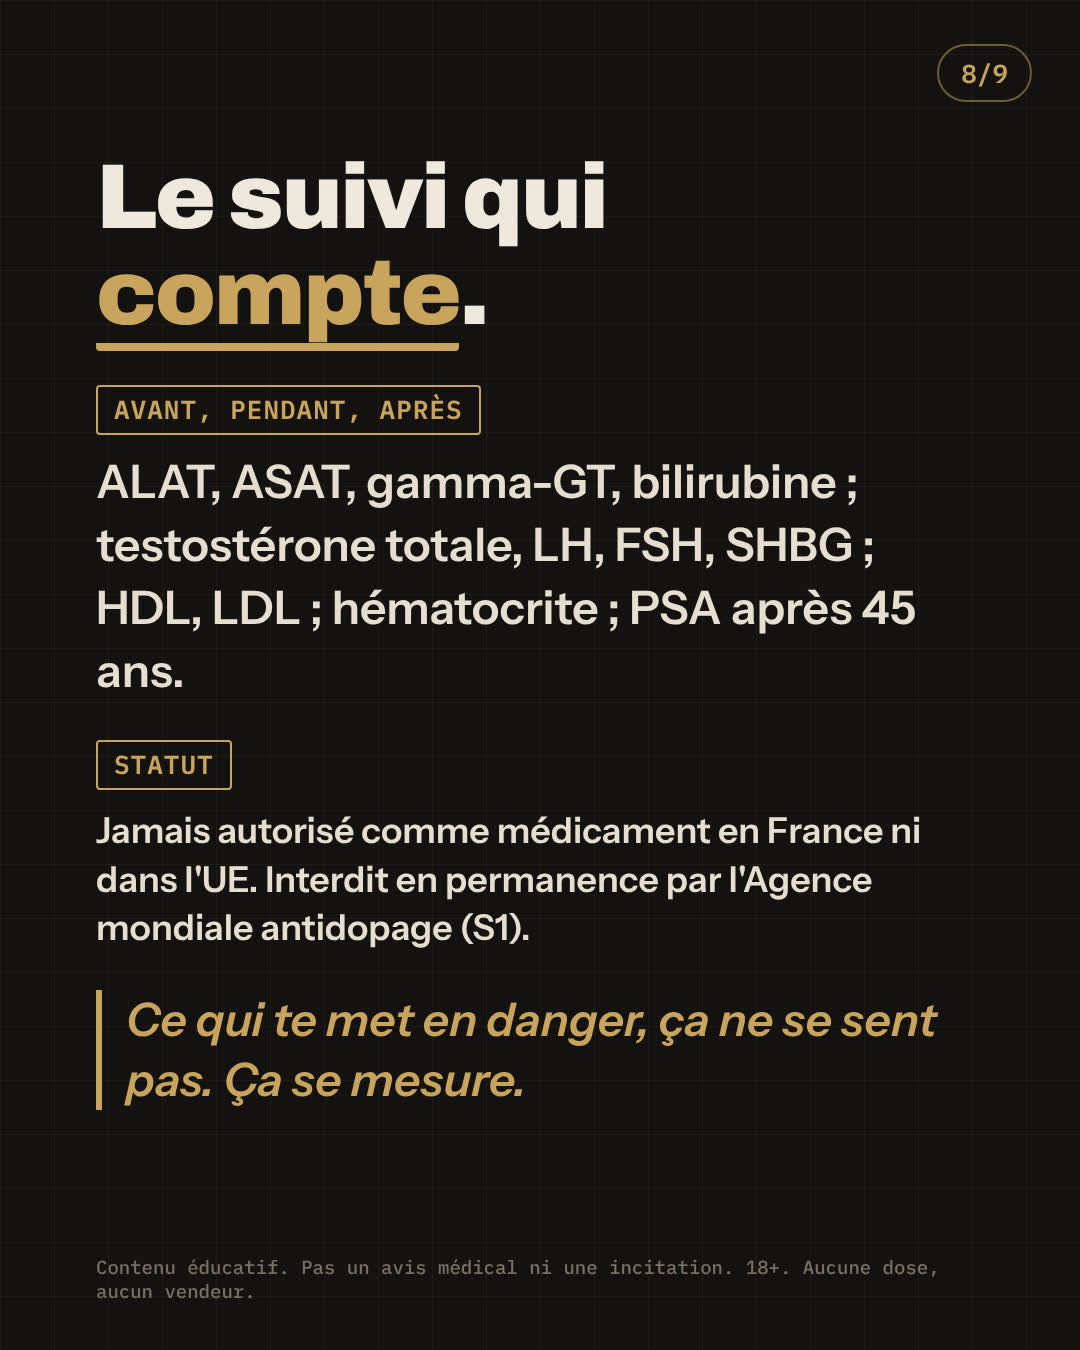 8/9
Le suivi qui
compte.
AVANT, PENDANT, APRÈS
ALAT, ASAT, gamma-GT, bilirubine ;
testostérone totale, LH, FSH, SHBG ;
HDL, LDL ; hématocrite ; PSA après 45
ans.
STATUT
Jamais autorisé comme médicament en France ni
dans l'UE. Interdit en permanence par l'Agence
mondiale antidopage (S1).
Ce qui te met en danger, ça ne se sent
pas. Ça se mesure.
Contenu éducatif. Pas un avis médical ni une incitation. 18+. Aucune dose,
aucun vendeur.